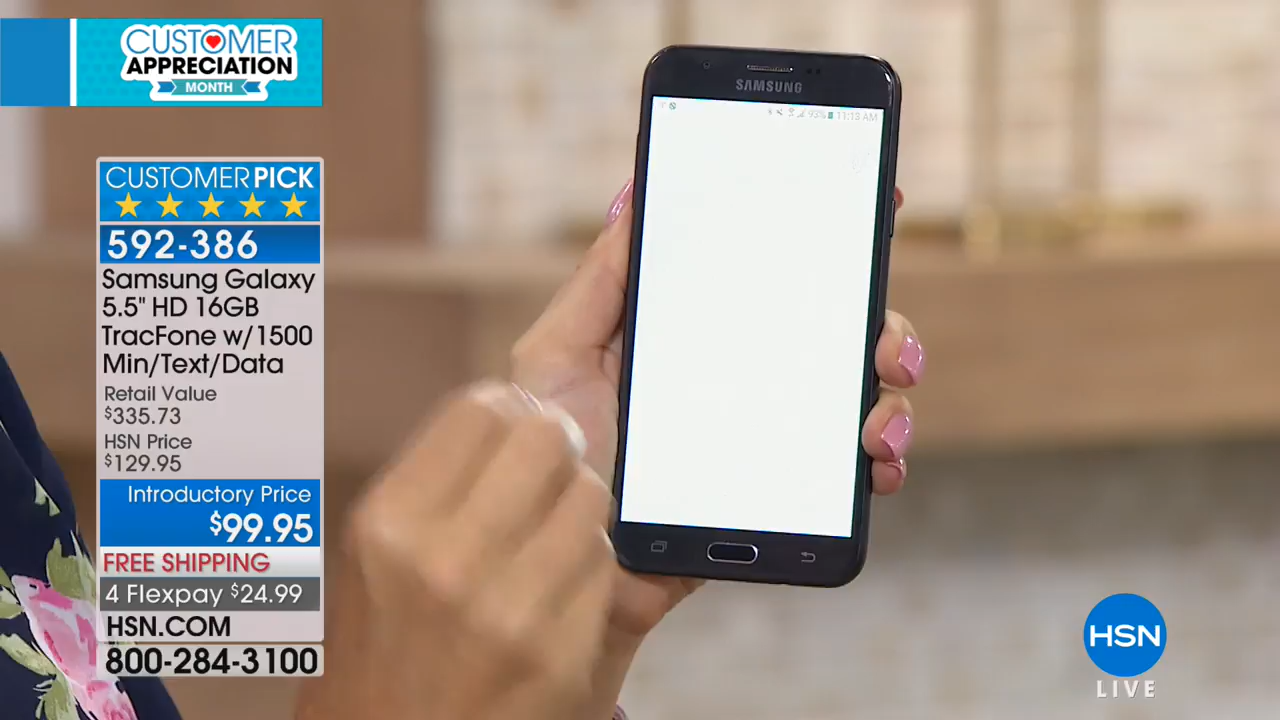 CUSTOMER
APPRECIATION
MONTH
SAMSUNG
93% 11:13 AM
CUSTOMER PICK
592-386
Samsung Galaxy
5.5" HD 16GB
TracFone w/1500
Min/Text/Data
Retail Value
$335.73
HSN Price
$129.95
Introductory Price
$99.95
FREE SHIPPING
4 Flexpay $24.99
HSN.COM
800-284-3100
HSN
LIVE